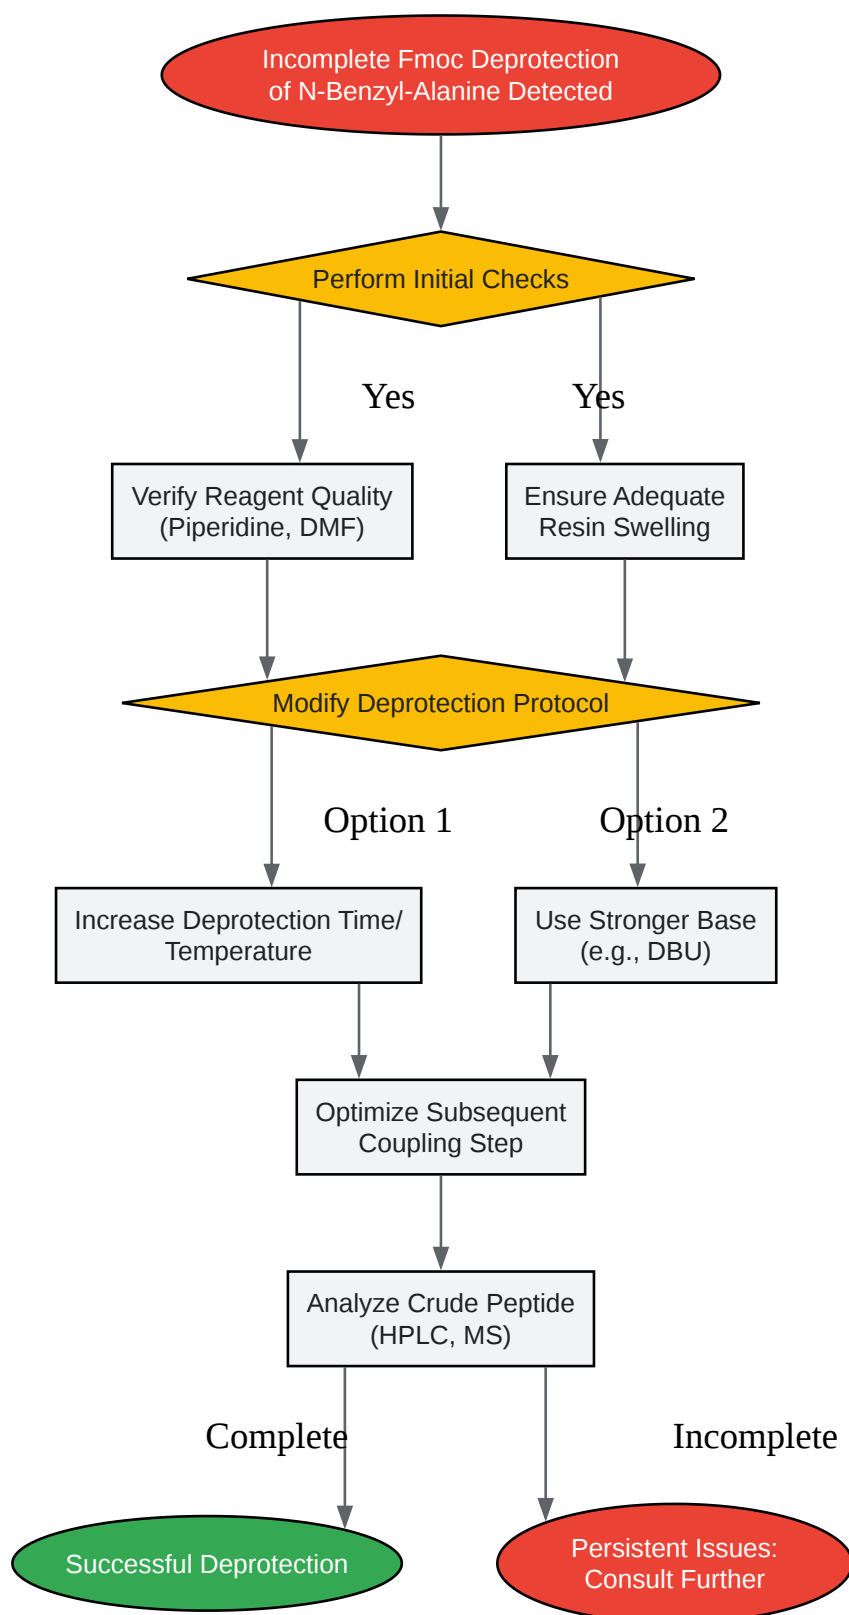 Incomplete Fmoc Deprotection
of N-Benzyl-Alanine Detected
Perform Initial Checks
Yes
Yes
Verify Reagent Quality
(Piperidine, DMF)
Ensure Adequate
Resin Swelling
Modify Deprotection Protocol
Option 1
Option 2
Increase Deprotection Time/
Temperature
Use Stronger Base
(e.g., DBU)
Optimize Subsequent
Coupling Step
Analyze Crude Peptide
(HPLC, MS)
Complete
Incomplete
Successful Deprotection
Persistent Issues:
Consult Further